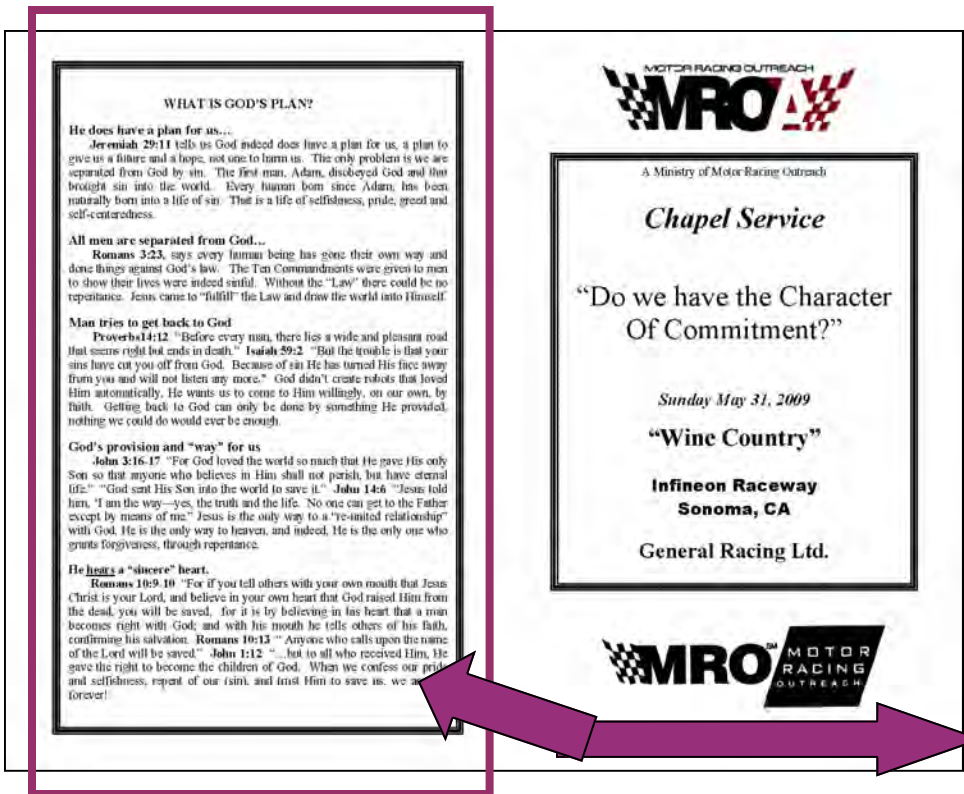 WHAT IS GOD'S PLAN?
He does have a plan for us…
Jeremiah 29:11 tells us God indeed does have a plan for us, a plan to
give us a future and a hope, not one to harm us. The only problem is we are
separated from God by sin. The first man, Adam, disobeyed God and that
brought sin into the world. Every human born since Adam, has been
naturally born into a life of sin. That is a life of selfishness, pride, greed and
self-centeredness.
All men are separated from God…
Romans 3:23, says every human being has gone their own way and
done things against God's law. The Ten Commandments were given to men
to show their lives were indeed sinful. Without the "Law" there could be no
repentance. Jesus came to "fulfill" the Law and draw the world unto Himself.
Man tries to get back to God
Proverbs14:12 "Before every man, there lies a wide and pleasant road
that seems right but ends in death." Isaiah 59:2 "But the trouble is that your
sins have cut you off from God. Because of sin He has turned His face away
from you and will not listen any more." God didn't create robots that loved
Him automatically, He wants us to come to Him willingly, on our own, by
faith. Getting back to God can only be done by something He provided,
nothing we could do would ever be enough.
God's provision and "way" for us
John 3:16-17 "For God loved the world so much that He gave His only
Son so that anyone who believes in Him shall not perish, but have eternal
life." "God sent His Son into the world to save it." John 14:6 "Jesus told
him, 'I am the way—yes, the truth and the life. No one can get to the Father
except by means of me." Jesus is the only way to a "re-united relationship"
with God, He is the only way to heaven, and indeed, He is the only one who
grants forgiveness, through repentance.
He hears a "sincere" heart.
Romans 10:9-10 "For if you tell others with your own mouth that Jesus
Christ is your Lord, and believe in your own heart that God raised Him from
the dead, you will be saved, for it is by believing in his heart that a man
becomes right with God; and with his mouth he tells others of his faith,
confirming his salvation. Romans 10:13 " Anyone who calls upon the name
of the Lord will be saved." John 1:12 "…but to all who received Him, He
gave the right to become the children of God. When we confess our pride
and selfishness, repent of our (sin), and trust Him to save us, we
forever!
MOTOR RACING OUTREACH
MRO A
A Ministry of Motor Racing Outreach
Chapel Service
"Do we have the Character
Of Commitment?"
Sunday May 31, 2009
"Wine Country"
Infineon Raceway
Sonoma, CA
General Racing Ltd.
MRO SM MOTOR
RACING
OUTREACH